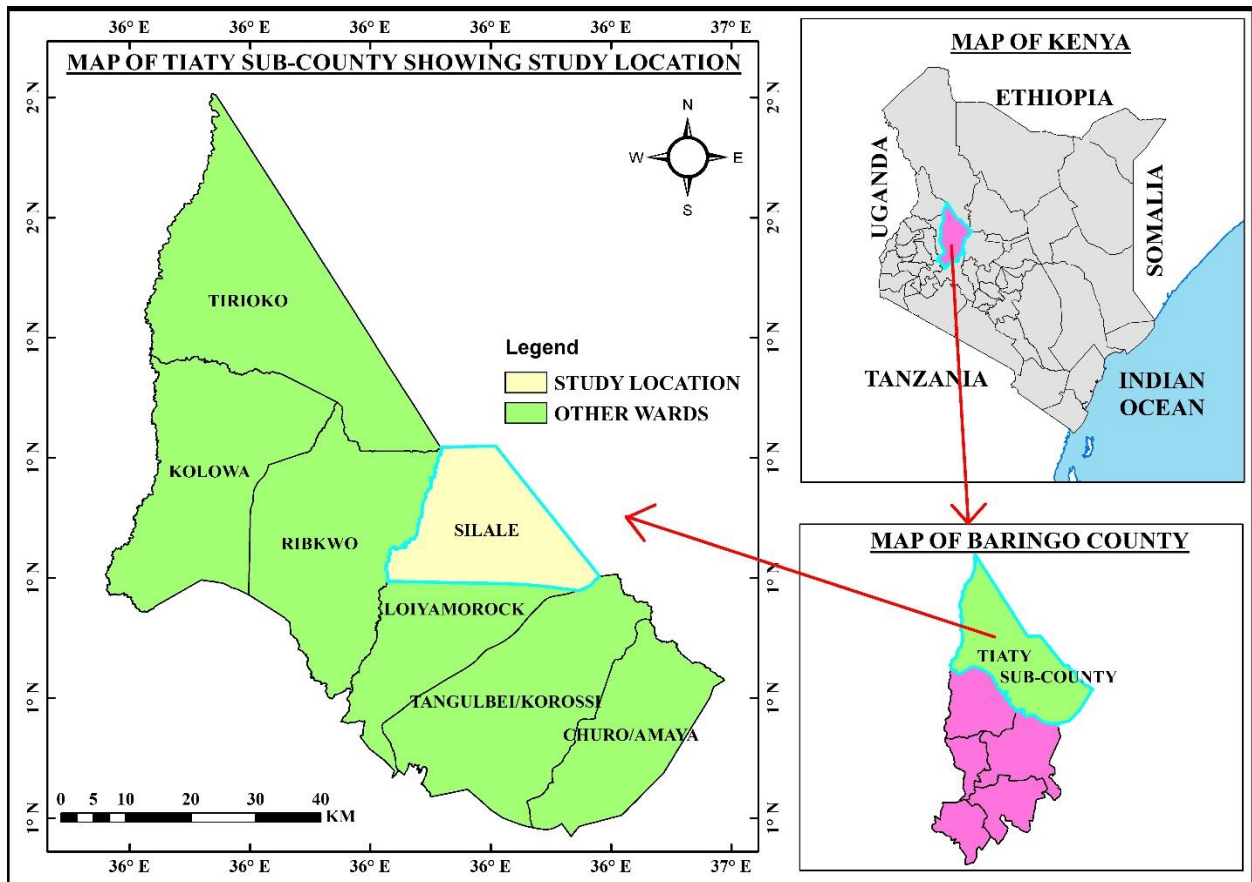 36° E 36° E 36° E 36° E 36° E 37° E
MAP OF TIATY SUB-COUNTY SHOWING STUDY LOCATION
2° N
2° N
1° N
1° N
1° N
1° N
1° N
N
W E
S
TIRIOKO
Legend
STUDY LOCATION
OTHER WARDS
KOLOWA
RIBKWO
SILALE
LOIYAMOROCK
TANGULBEI/KOROSSI
CHURO/AMAYA
0 5 10 20 30 40
KM
2° N
2° N
1° N
1° N
1° N
1° N
1° N
36° E 36° E 36° E 36° E 36° E 37° E
MAP OF KENYA
ETHIOPIA
UGANDA
SOMALIA
TANZANIA
INDIAN
OCEAN
MAP OF BARINGO COUNTY
TIATY
SUB-COUNTY